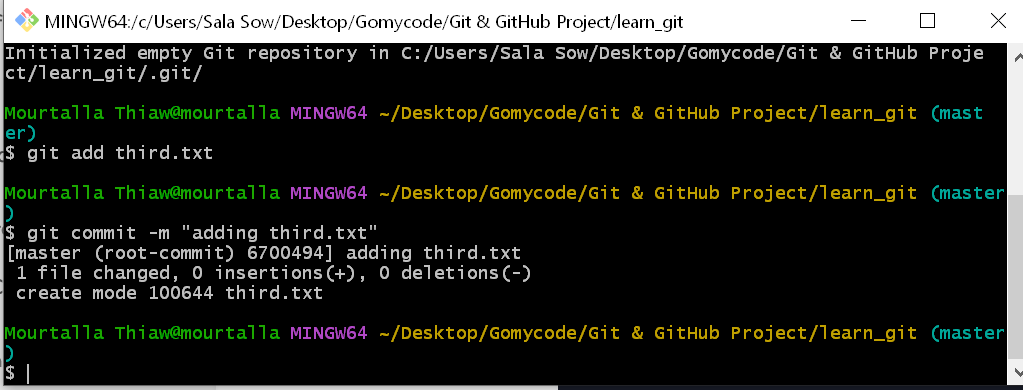 MINGW64:/c/Users/Sala Sow/Desktop/Gomycode/Git & GitHub Project/learn_git
Initialized empty Git repository in C:/Users/Sala Sow/Desktop/Gomycode/Git & GitHub Proje
ct/learn_git/.git/
Mourtalla Thiaw@mourtalla MINGW64 ~/Desktop/Gomycode/Git & GitHub Project/learn_git (mast
er)
$ git add third.txt
Mourtalla Thiaw@mourtalla MINGW64 ~/Desktop/Gomycode/Git & GitHub Project/learn_git (master
)
$ git commit -m "adding third.txt"
[master (root-commit) 6700494] adding third.txt
 1 file changed, 0 insertions(+), 0 deletions(-)
 create mode 100644 third.txt
Mourtalla Thiaw@mourtalla MINGW64 ~/Desktop/Gomycode/Git & GitHub Project/learn_git (master
)
$